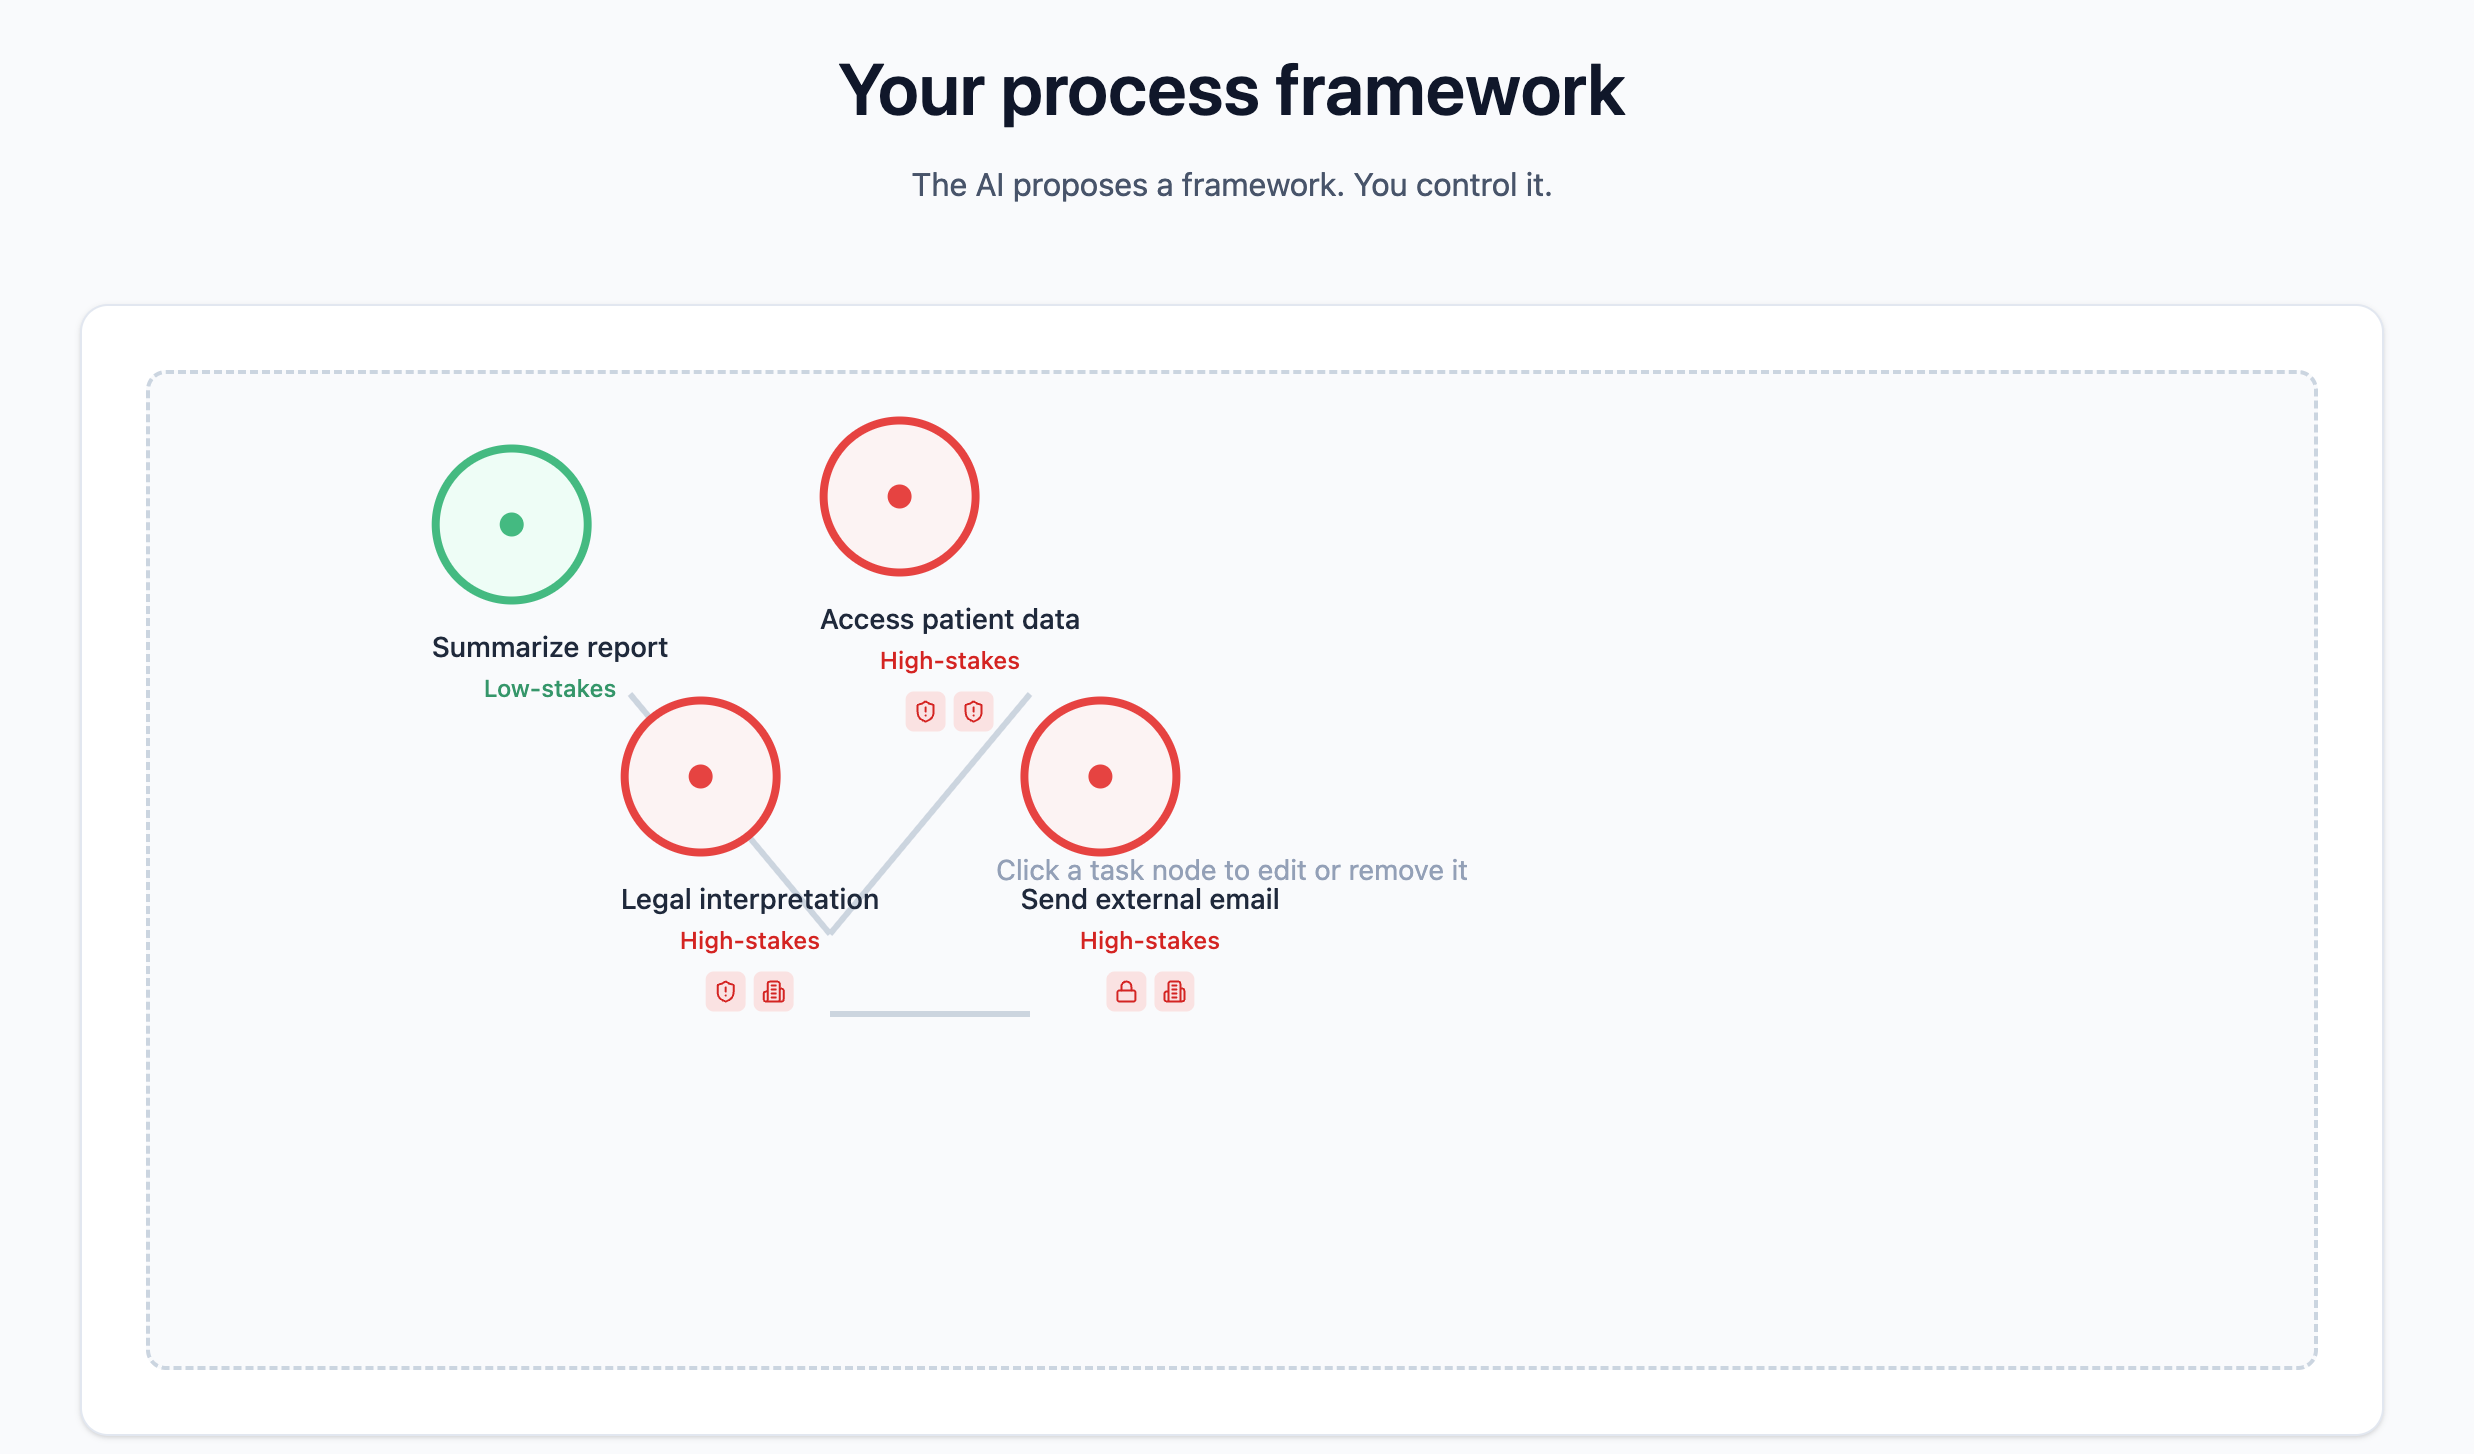 Your process framework
The AI proposes a framework. You control it.
Summarize report
Low-stakes
Access patient data
High-stakes
Click a task node to edit or remove it
Legal interpretation
High-stakes
Send external email
High-stakes